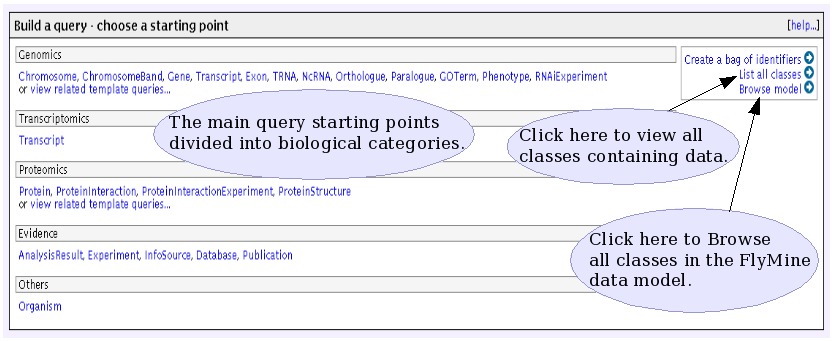 Build a query - choose a starting point
[help...]
Genomics
Create a bag of identifiers
List all classes
Browse model
Chromosome, ChromosomeBand, Gene, Transcript, Exon, TRNA, NcRNA, Orthologue, Paralogue, GOTerm, Phenotype, RNAiExperiment
or view related template queries...
The main query starting points
divided into biological categories.
Click here to view all
classes containing data.
Transcriptomics
Transcript
Proteomics
Protein, ProteinInteraction, ProteinInteractionExperiment, ProteinStructure
or view related template queries...
Evidence
AnalysisResult, Experiment, InfoSource, Database, Publication
Click here to Browse
all classes in the FlyMine
data model.
Others
Organism